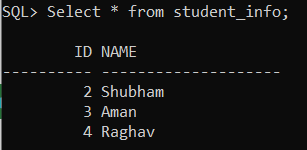 SQL> Select * from student_info;
ID NAME
---------- --------------------
2 Shubham
3 Aman
4 Raghav